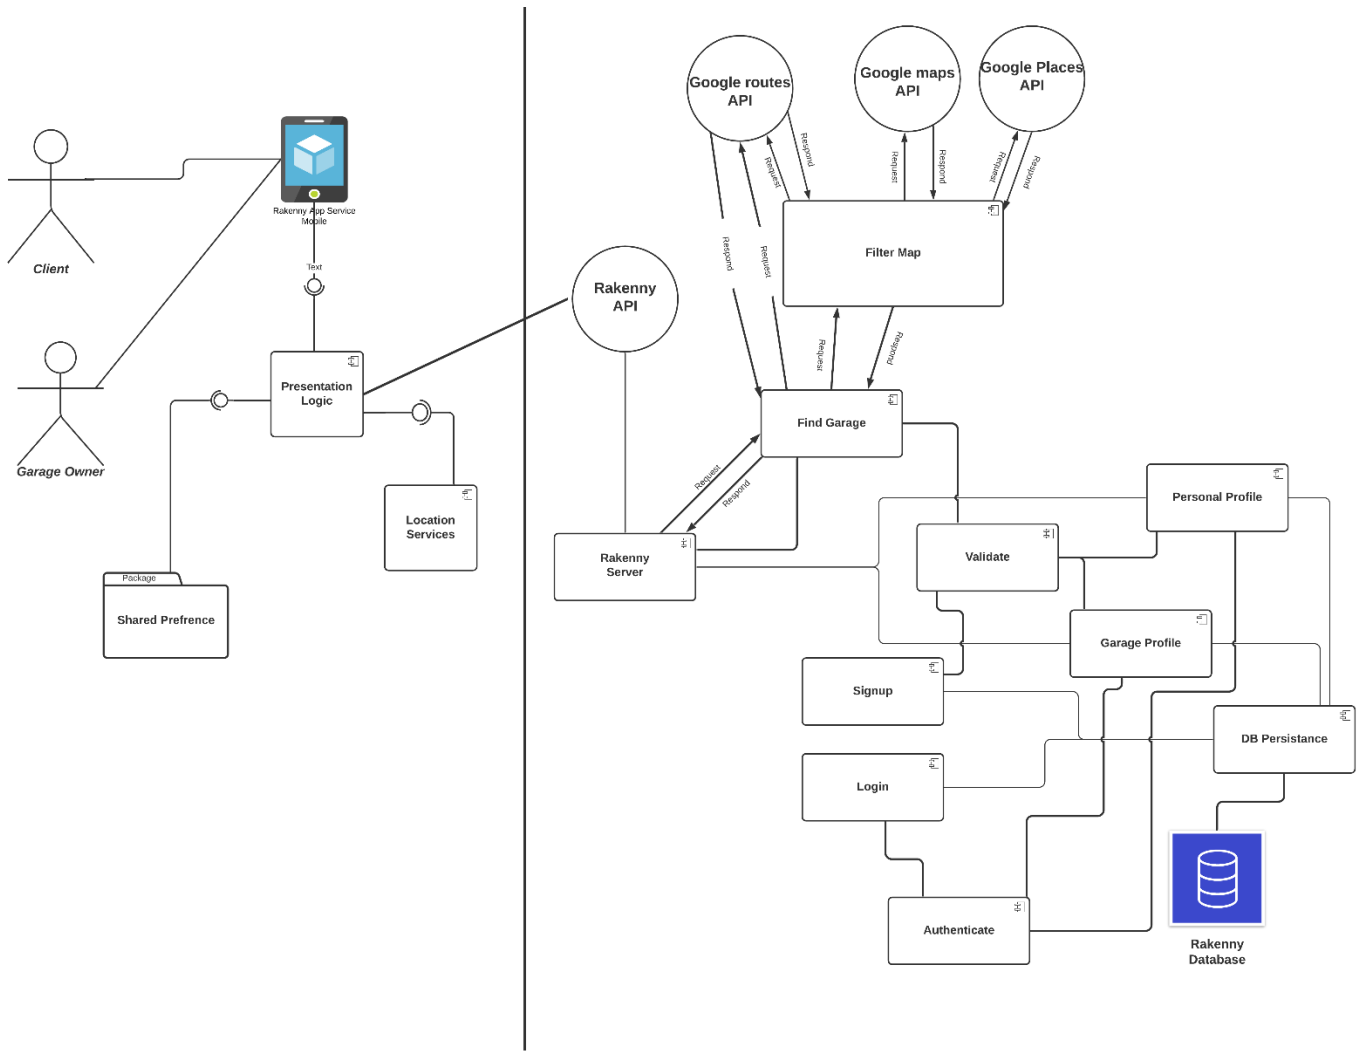 Google routes
API
Google maps
API
Google Places
API
Respond
Request
Request
Respond
Request
Respond
Rakenny App Service
Mobile
Client
Text
Respond
Request
Filter Map
Rakenny
API
Request
Respond
Garage Owner
Presentation
Logic
Find Garage
Request
Respond
Location
Services
Personal Profile
Package
Shared Prefrence
Rakenny
Server
Validate
Garage Profile
Signup
DB Persistance
Login
Authenticate
Rakenny
Database